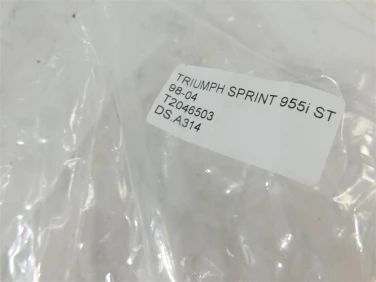 TRIUMPH SPRINT 955i ST
98-04
T2046503
DS.A314